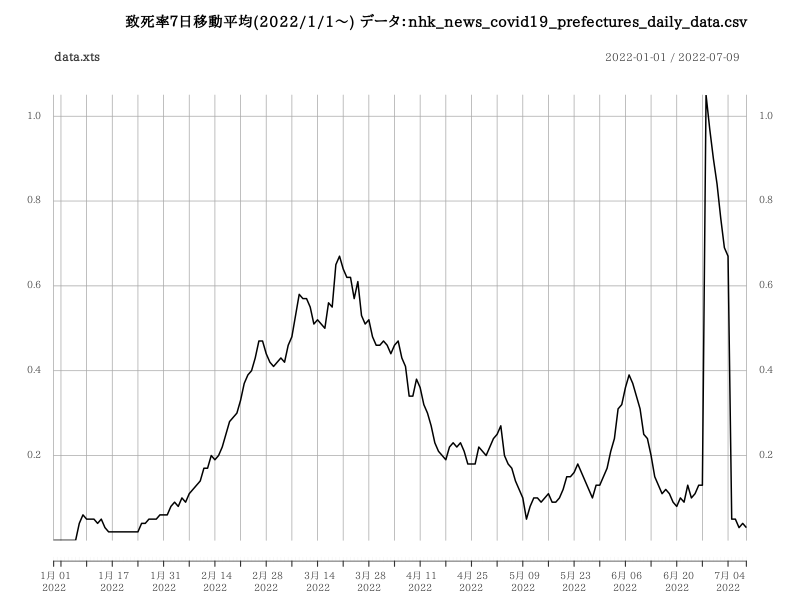 致死率7日移動平均(2022/1/1〜) データ:nhk_news_covid19_prefectures_daily_data.csv
data.xts 2022-01-01 / 2022-07-09
1.0 1.0
0.8 0.8
0.6 0.6
0.4 0.4
0.2 0.2
1月 01 1月 17 1月 31 2月 14 2月 28 3月 14 3月 28 4月 11 4月 25 5月 09 5月 23 6月 06 6月 20 7月 04
2022 2022 2022 2022 2022 2022 2022 2022 2022 2022 2022 2022 2022 2022